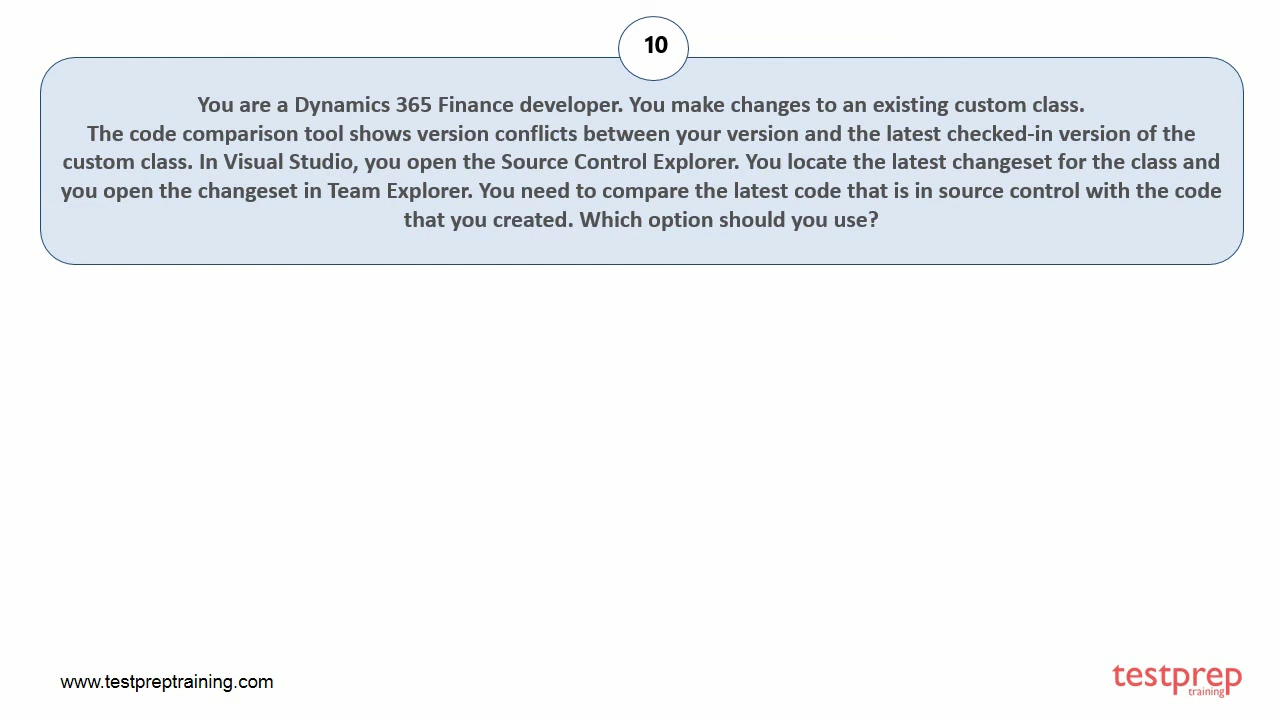 10
You are a Dynamics 365 Finance developer. You make changes to an existing custom class.
The code comparison tool shows version conflicts between your version and the latest checked-in version of the
custom class. In Visual Studio, you open the Source Control Explorer. You locate the latest changeset for the class and
you open the changeset in Team Explorer. You need to compare the latest code that is in source control with the code
that you created. Which option should you use?
www.testpreptraining.com
testprep
training